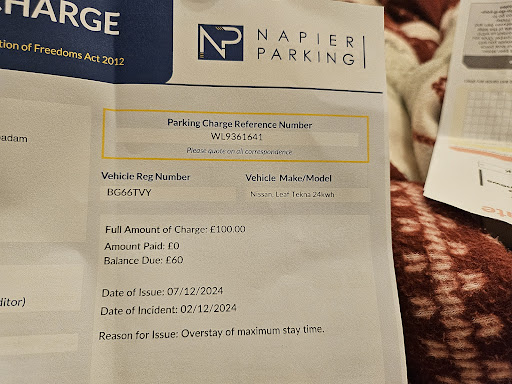 CHARGE
tion of Freedoms Act 2012
NP
NAPIER
PARKING
adam
Parking Charge Reference Number
WL9361641
Please quote on all correspondence
Vehicle Reg Number
Vehicle Make/Model
BG66TVY
Nissan, Leaf Tekna 24kwh
Full Amount of Charge: £100.00
Amount Paid: £0
Balance Due: £60
ditor)
Date of Issue: 07/12/2024
Date of Incident: 02/12/2024
Reason for Issue: Overstay of maximum stay time.